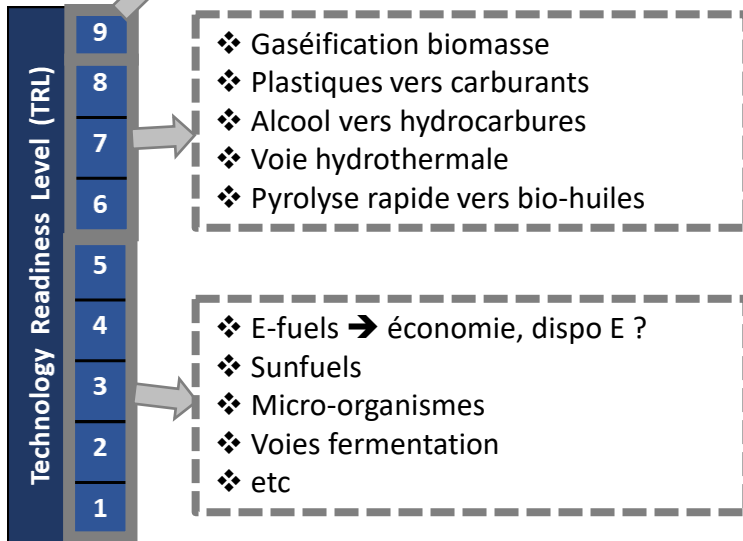 Technology Readiness Level (TRL)
9
8
7
6
5
4
3
2
1
❖ Gaséification biomasse
❖ Plastiques vers carburants
❖ Alcool vers hydrocarbures
❖ Voie hydrothermale
❖ Pyrolyse rapide vers bio-huiles
❖ E-fuels ➔ économie, dispo E ?
❖ Sunfuels
❖ Micro-organismes
❖ Voies fermentation
❖ etc